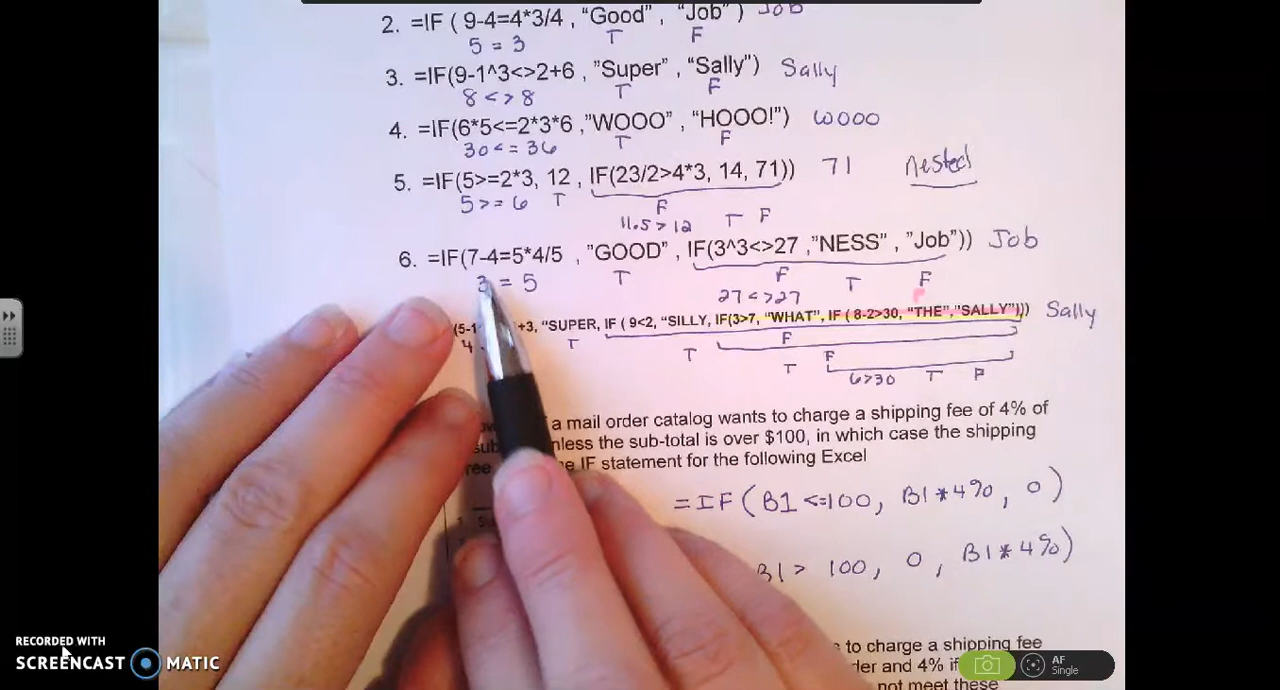 2. =IF ( 9-4=4*3/4 , "Good" , "Job" ) Job
5 = 3 T F
3. =IF(9-1^3<>2+6 , "Super" , "Sally") Sally
8 <> 8 T F
4. =IF(6*5<=2*3*6 ,"WOOO" , "HOOO!") WOOO
30 <= 36 T F
5. =IF(5>=2*3, 12 , IF(23/2>4*3, 14, 71)) 71 nested
5 >= 6 T F
11.5 > 12 T F
6. =IF(7-4=5*4/5 , "GOOD" , IF(3^3<>27 ,"NESS" , "Job")) Job
3 = 5 T F
27 <> 27 T F
(5-1 +3, "SUPER, IF ( 9<2, "SILLY, IF(3>7, "WHAT", IF ( 8-2>30, "THE","SALLY"))) Sally
4 T F
T T F
6>30 T F
a mail order catalog wants to charge a shipping fee of 4% of
sub nless the sub-total is over $100, in which case the shipping
ree IF statement for the following Excel
=IF(B1<=100, B1*4%, 0)
B1 > 100, 0, B1*4%)
to charge a shipping fee
der and 4% if
not meet these
RECORDED WITH
SCREENCAST MATIC
AF
Single